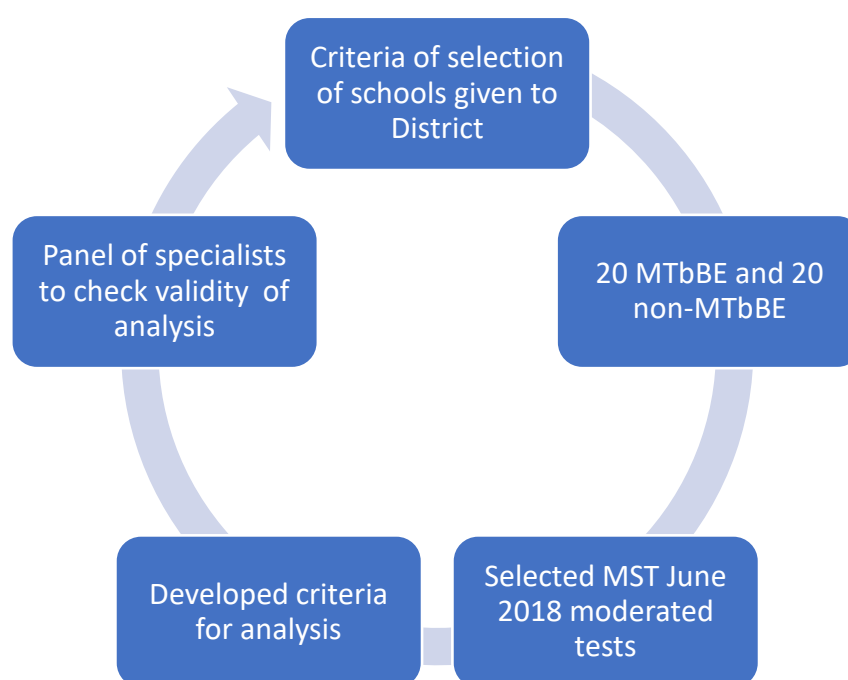 Criteria of selection
of schools given to
District
20 MTbBE and 20
non-MTbBE
Selected MST June
2018 moderated
tests
Developed criteria
for analysis
Panel of specialists
to check validity of
analysis